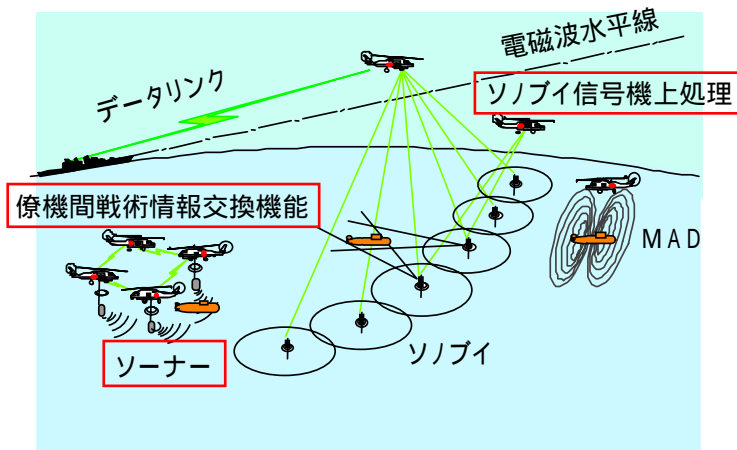 電磁波水平線
データリンク
ソノブイ信号機上処理
僚機間戦術情報交換機能
MAD
ソノブイ
ソーナー